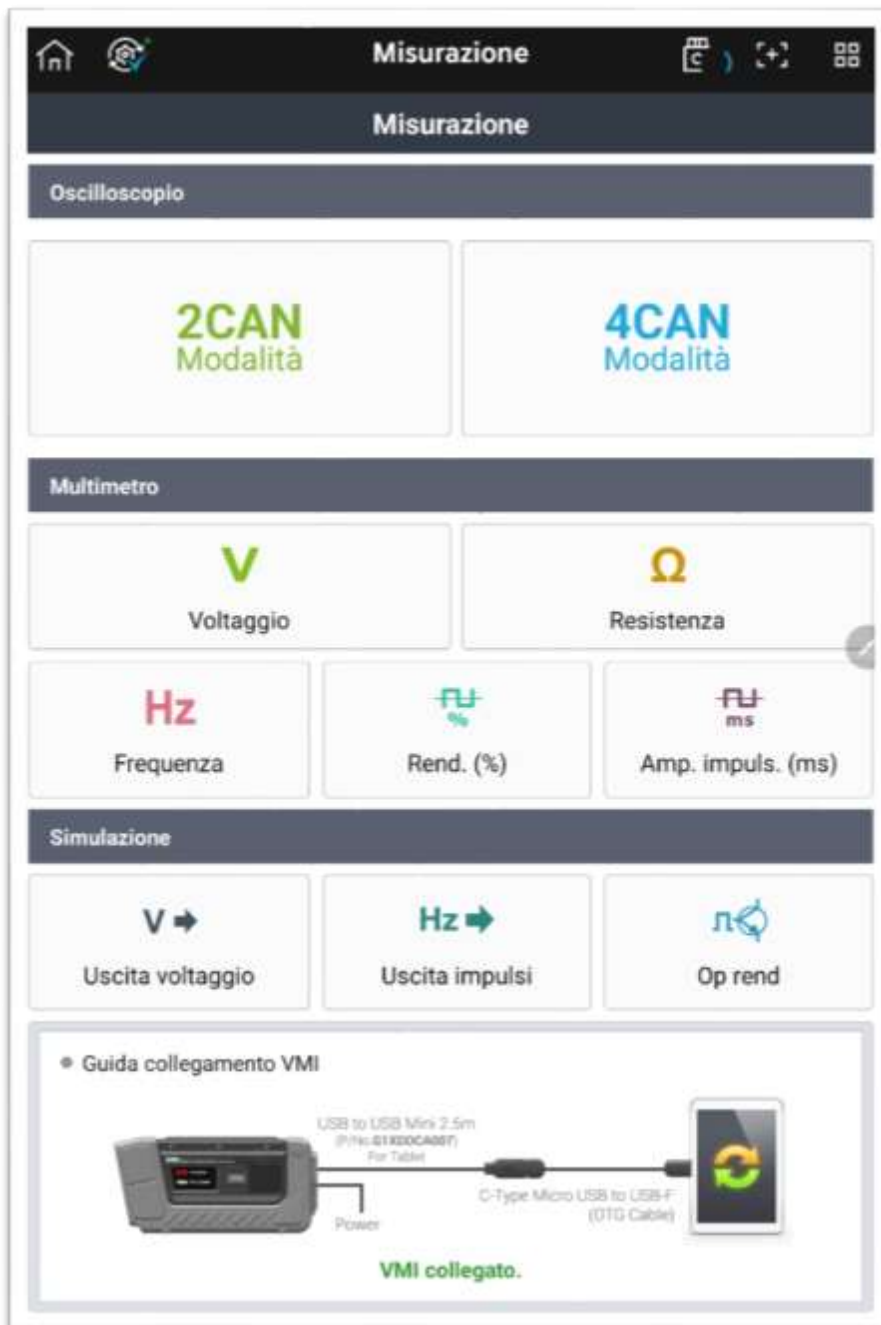 Misurazione
Misurazione
Oscilloscopio
2CAN
Modalità
4CAN
Modalità
Multimetro
V
Voltaggio
Ω
Resistenza
Hz
Frequenza
%
Rend. (%)
ms
Amp. impuls. (ms)
Simulazione
V
Uscita voltaggio
Hz
Uscita impulsi
Op rend
Guida collegamento VMI
USB to USB Mini 2.5m
(P/No.G1XDDCA007)
For Tablet
Power
C-Type Micro USB to USB-F
(OTG Cable)
VMI collegato.